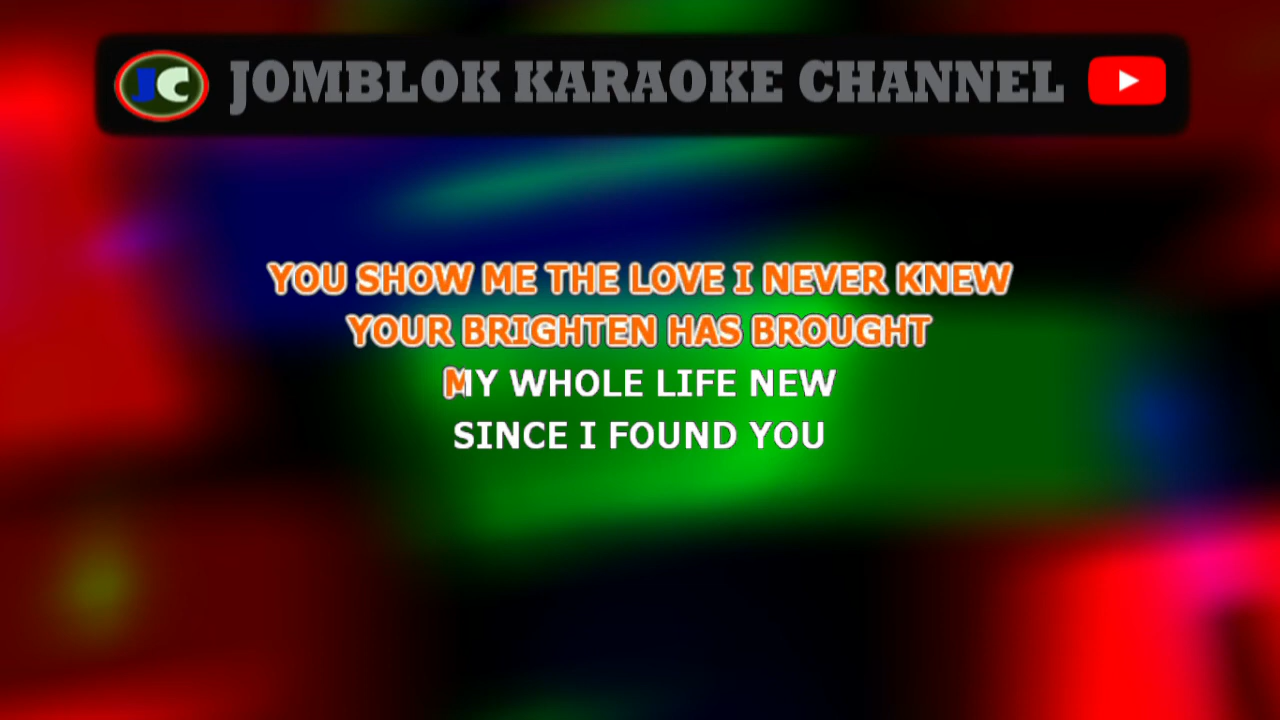 JC JOMBLOK KARAOKE CHANNEL
YOU SHOW ME THE LOVE I NEVER KNEW
YOUR BRIGHTEN HAS BROUGHT
MY WHOLE LIFE NEW
SINCE I FOUND YOU